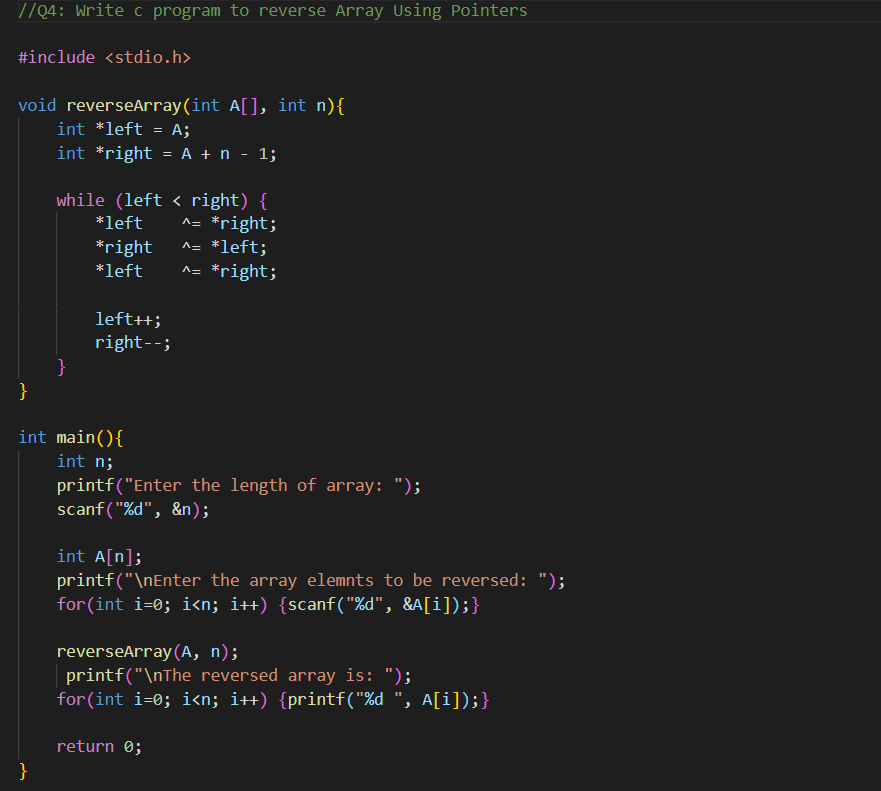 //Q4: Write c program to reverse Array Using Pointers
#include <stdio.h>
void reverseArray(int A[], int n){
    int *left = A;
    int *right = A + n - 1;
    while (left < right) {
        *left    ^= *right;
        *right   ^= *left;
        *left    ^= *right;
        left++;
        right--;
    }
}
int main(){
    int n;
    printf("Enter the length of array: ");
    scanf("%d", &n);
    int A[n];
    printf("\nEnter the array elemnts to be reversed: ");
    for(int i=0; i<n; i++) {scanf("%d", &A[i]);}
    reverseArray(A, n);
     printf("\nThe reversed array is: ");
    for(int i=0; i<n; i++) {printf("%d ", A[i]);}
    return 0;
}